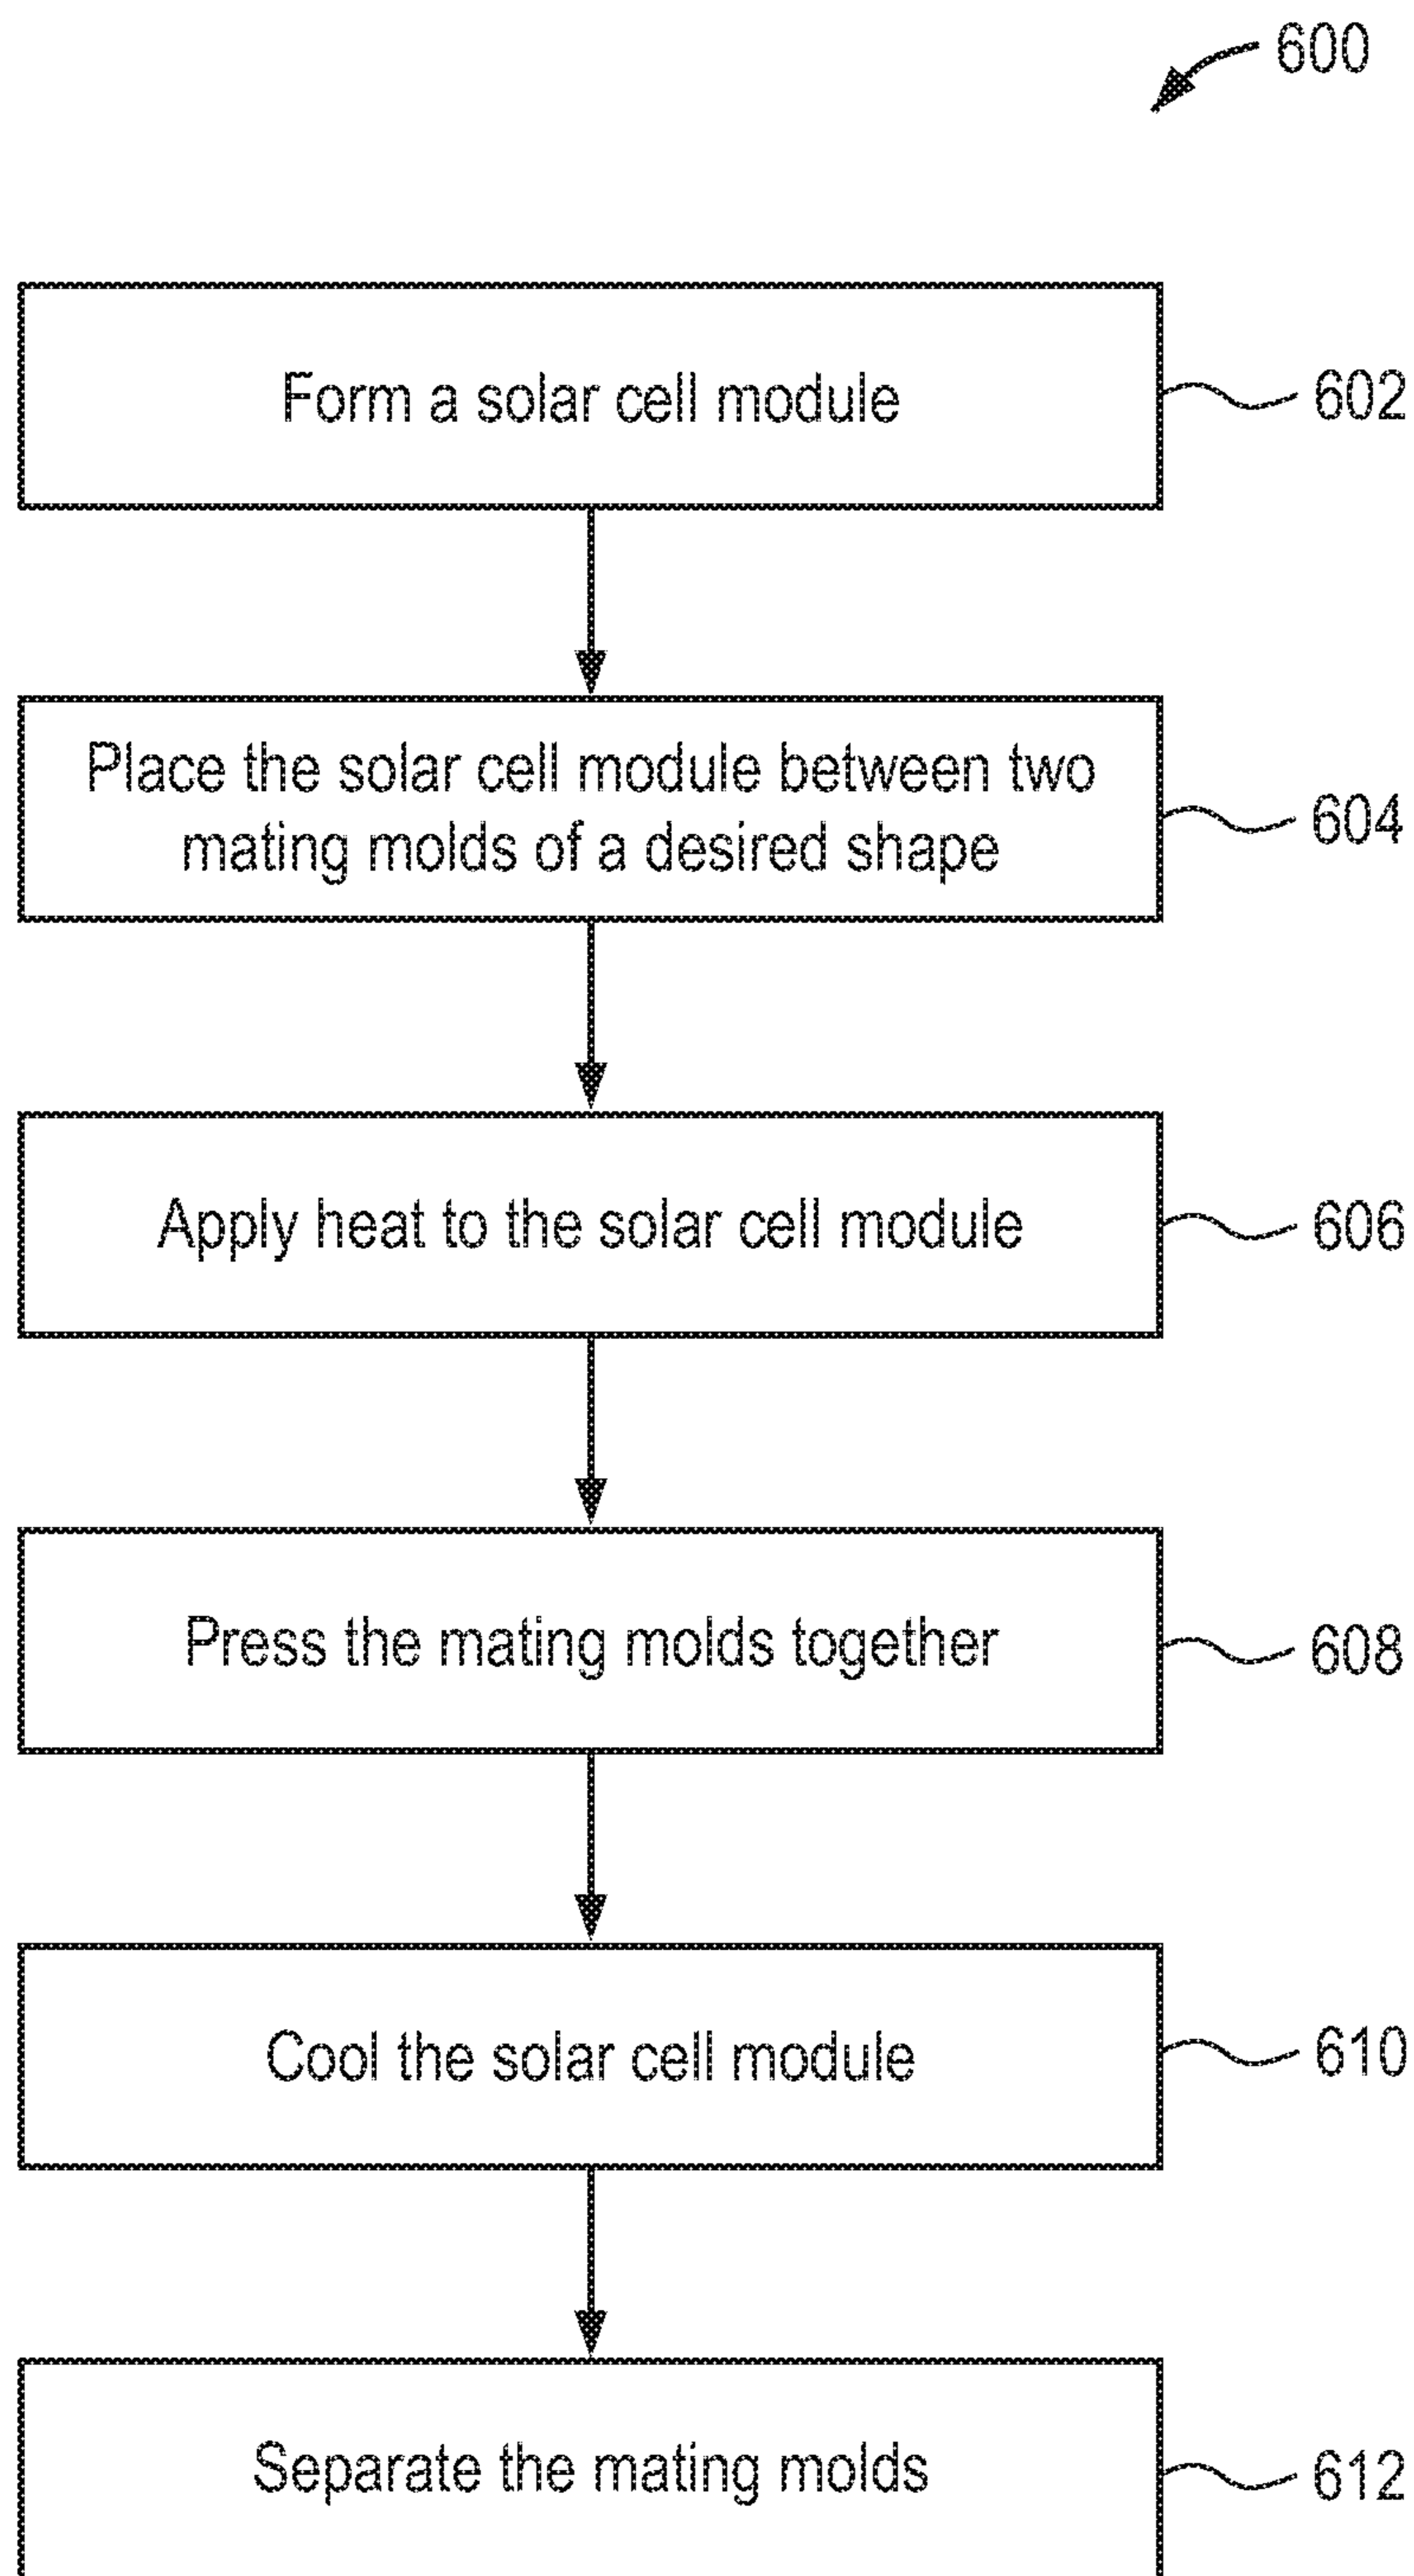 600
Form a solar cell module
602
Place the solar cell module between two
mating molds of a desired shape
604
Apply heat to the solar cell module
606
Press the mating molds together
608
Cool the solar cell module
610
Separate the mating molds
612